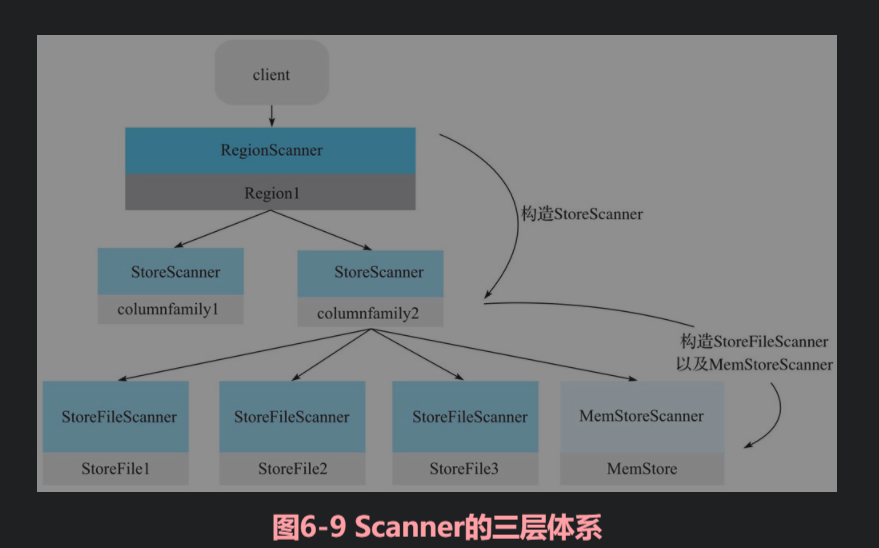 client
RegionScanner
Region1
构造StoreScanner
StoreScanner
columnfamily1
StoreScanner
columnfamily2
构造StoreFileScanner
以及MemStoreScanner
StoreFileScanner
StoreFile1
StoreFileScanner
StoreFile2
StoreFileScanner
StoreFile3
MemStoreScanner
MemStore
图6-9 Scanner的三层体系